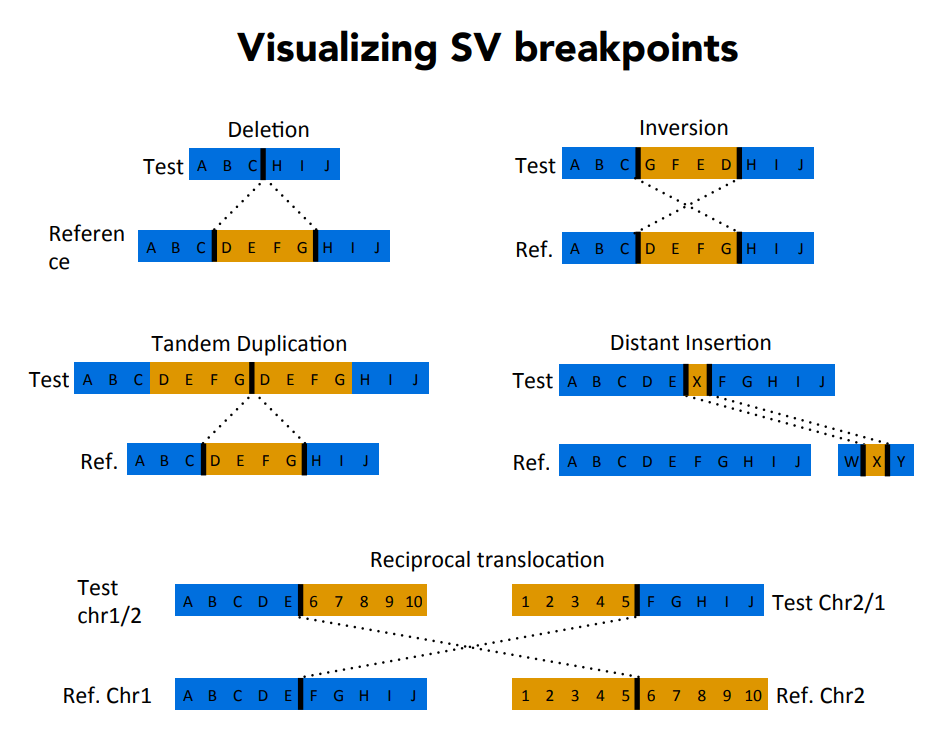 Visualizing SV breakpoints
Deletion
Test A B C H I J
Referen
ce
A B C D E F G H I J
Inversion
Test A B C G F E D H I J
Ref. A B C D E F G H I J
Tandem Duplication
Test A B C D E F G D E F G H I J
Ref. A B C D E F G H I J
Distant Insertion
Test A B C D E X F G H I J
Ref. A B C D E F G H I J W X Y
Reciprocal translocation
Test
chr1/2
A B C D E 6 7 8 9 10 1 2 3 4 5 F G H I J Test Chr2/1
Ref. Chr1 A B C D E F G H I J 1 2 3 4 5 6 7 8 9 10 Ref. Chr2